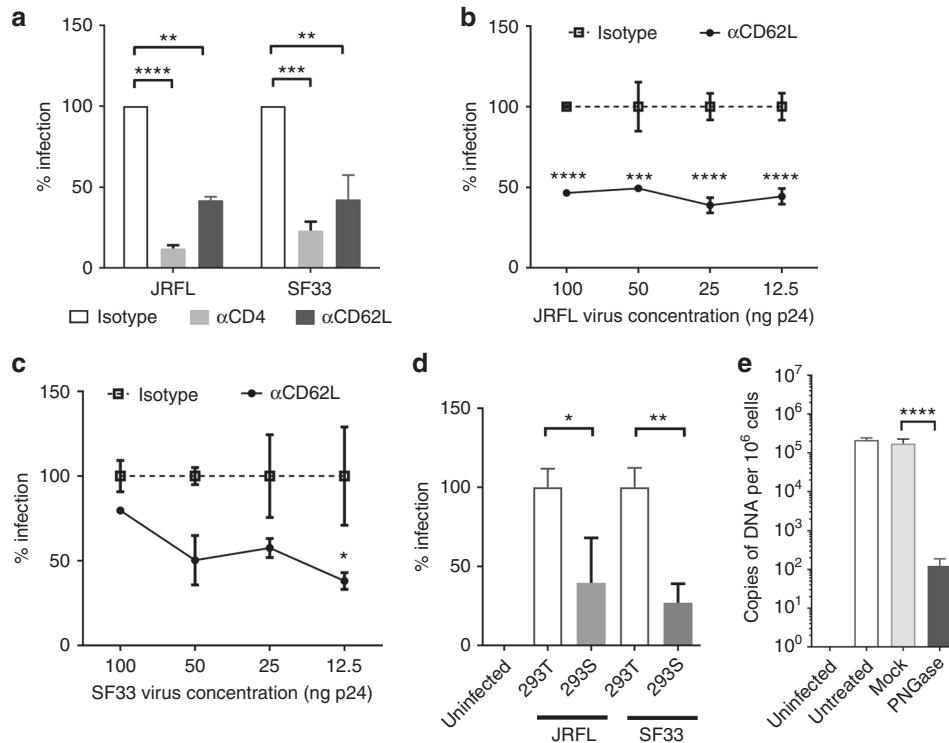 a
150
100
50
0
% infection
**
****
**
***
JRFL
SF33
Isotype
αCD4
αCD62L
b
Isotype
αCD62L
150
100
50
0
% infection
****
***
****
****
100
50
25
12.5
JRFL virus concentration (ng p24)
c
Isotype
αCD62L
150
100
50
0
% infection
*
100
50
25
12.5
SF33 virus concentration (ng p24)
d
150
100
50
0
% infection
*
**
Uninfected
293T
293S
293T
293S
JRFL
SF33
e
10⁷
10⁶
10⁵
10⁴
10³
10²
10¹
10⁰
Copies of DNA per 10⁶ cells
****
Uninfected
Untreated
Mock
PNGase